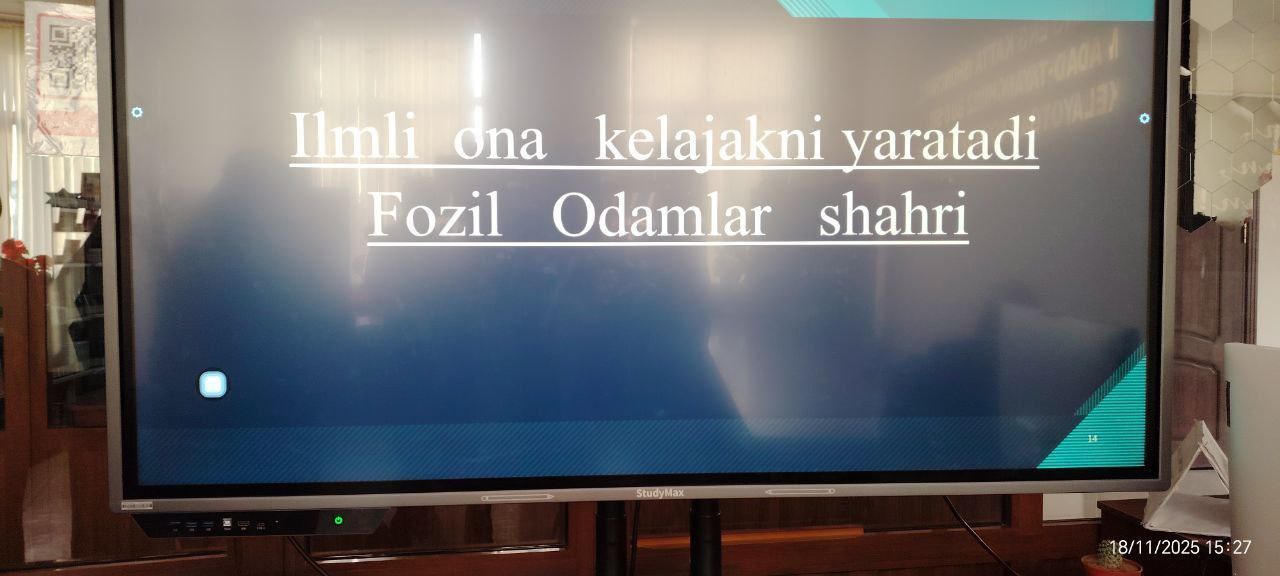 Ilmli ona kelajakni yaratadi
Fozil Odamlar shahri
14
StudyMax
18/11/2025 15:27